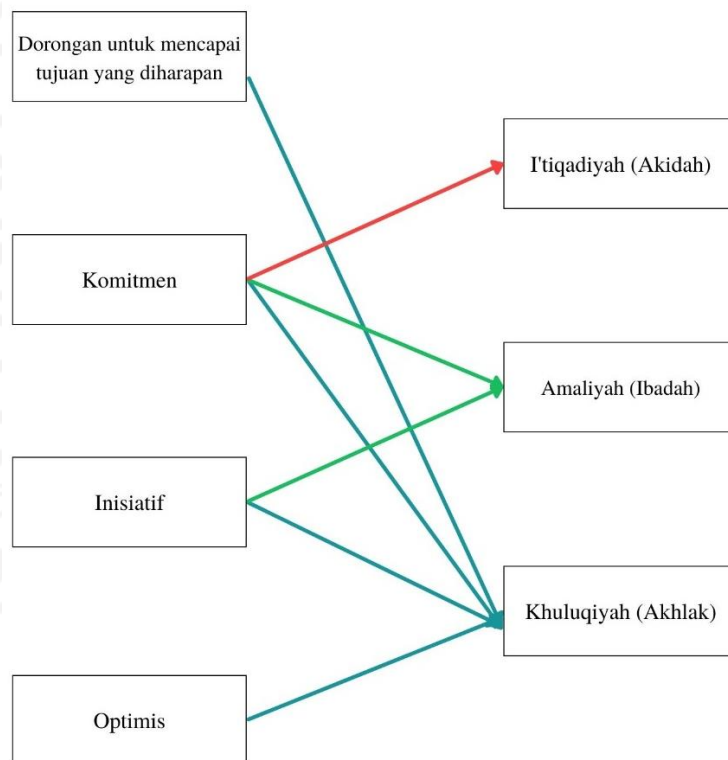 Dorongan untuk mencapai
tujuan yang diharapan
I'tiqadiyah (Akidah)
Komitmen
Amaliyah (Ibadah)
Inisiatif
Khuluqiyah (Akhlak)
Optimis